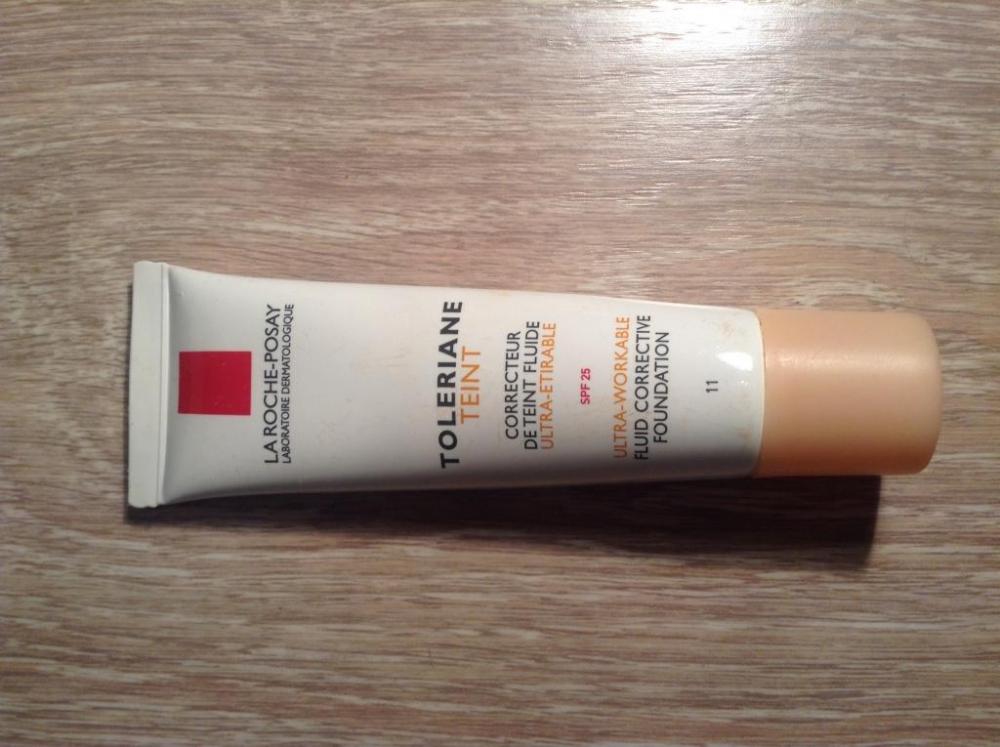 LA ROCHE-POSAY
LABORATOIRE DERMATOLOGIQUE
TOLERIANE
TEINT
CORRECTEUR
DE TEINT FLUIDE
ULTRA-ETIRABLE
SPF 25
ULTRA-WORKABLE
FLUID CORRECTIVE
FOUNDATION
11